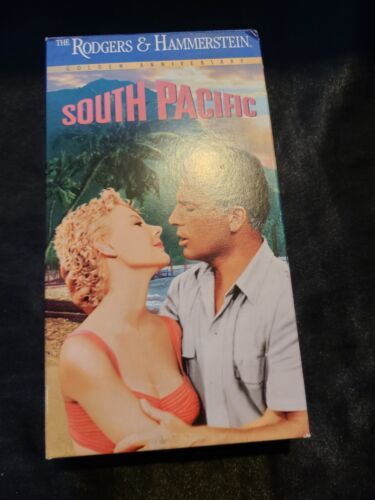 THE RODGERS & HAMMERSTEIN
GOLDEN ANNIVERSARY
SOUTH PACIFIC